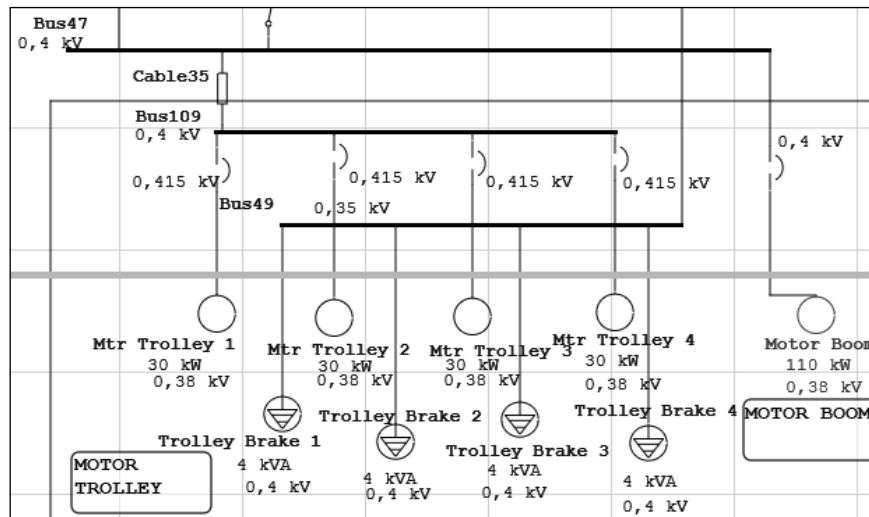 Bus47
0,4 kV
Cable35
Bus109
0,4 kV
0,4 kV
0,415 kV
0,415 kV
0,415 kV
0,415 kV
Bus49
0,35 kV
Mtr Trolley 1
30 kW
0,38 kV
Mtr Trolley 2
30 kW
0,38 kV
Mtr Trolley 3
30 kW
0,38 kV
Mtr Trolley 4
30 kW
0,38 kV
Motor Boom
110 kW
0,38 kV
Trolley Brake 1
4 kVA
0,4 kV
Trolley Brake 2
4 kVA
0,4 kV
Trolley Brake 3
4 kVA
0,4 kV
Trolley Brake 4
4 kVA
0,4 kV
MOTOR BOOM
MOTOR
TROLLEY